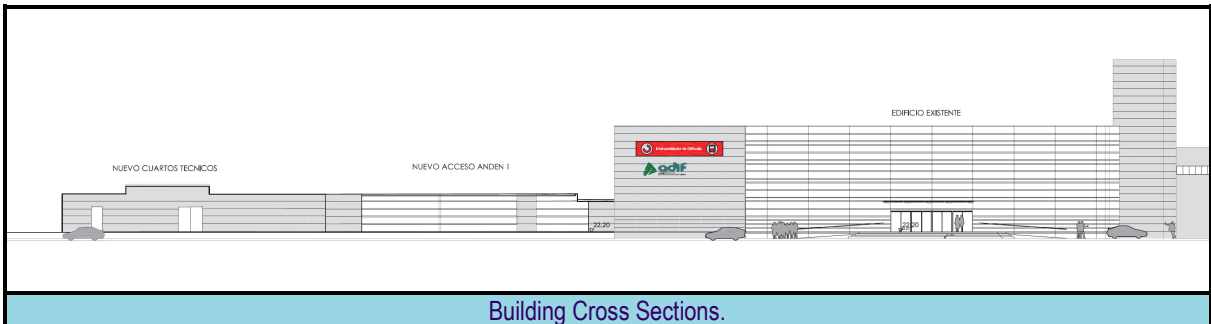 EDIFICIO EXISTENTE
NUEVO CUARTOS TECNICOS
NUEVO ACCESO ANDEN 1
adif
22.20
22.20
Building Cross Sections.